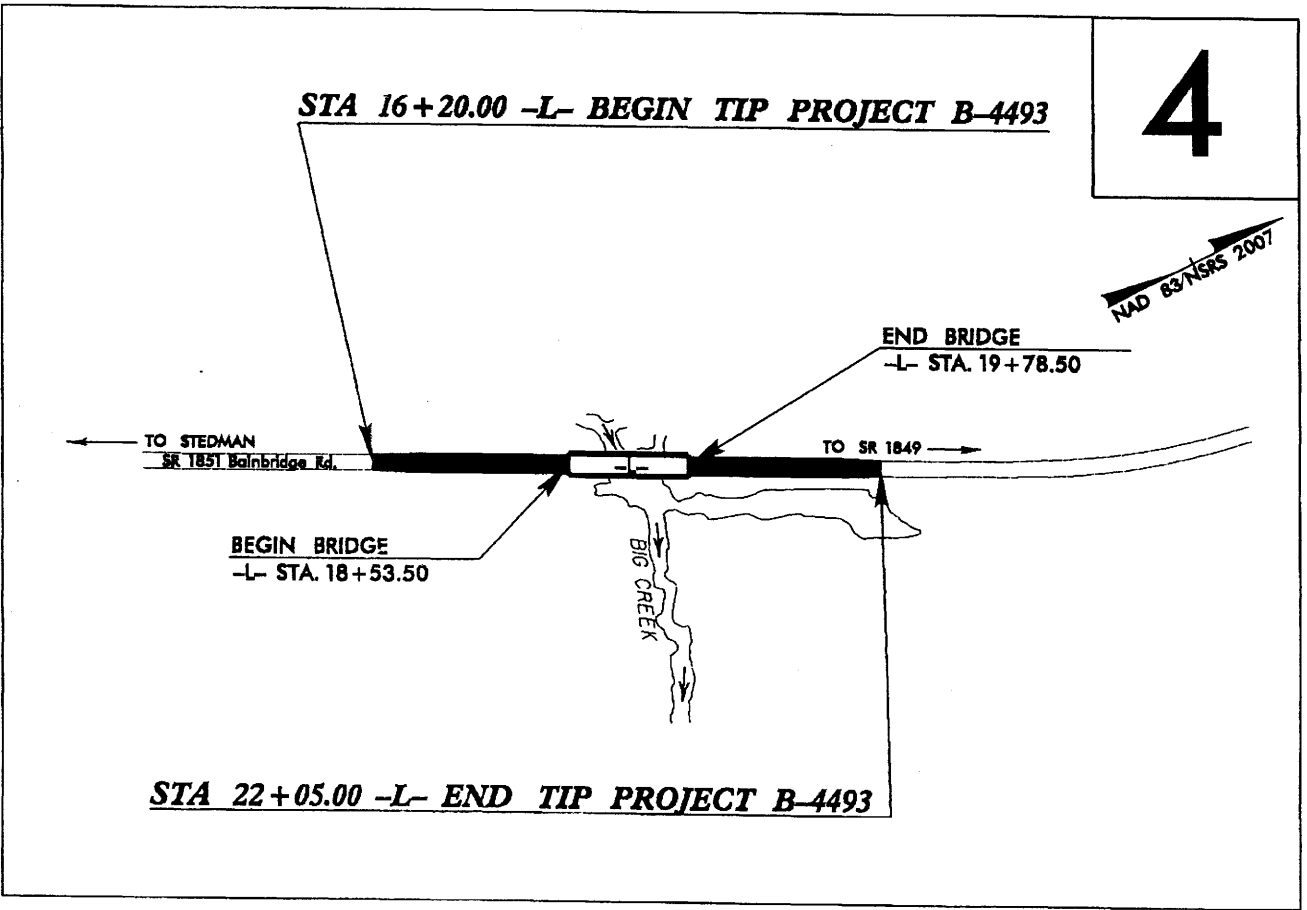 STA 16+20.00 -L- BEGIN TIP PROJECT B-4493
4
NAD 83/NSRS 2007
END BRIDGE
-L- STA. 19+78.50
TO STEDMAN
SR 1851 Bainbridge Rd.
TO SR 1849
-L-
BEGIN BRIDGE
-L- STA. 18+53.50
BIG CREEK
STA 22+05.00 -L- END TIP PROJECT B-4493